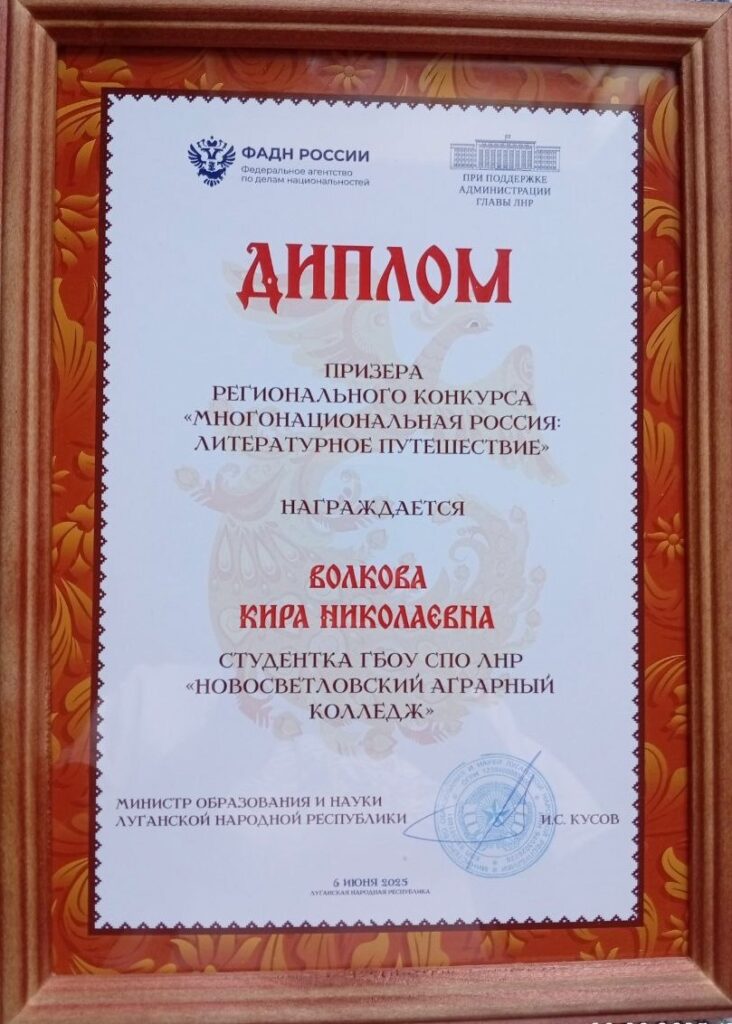 ФАДН РОССИИ
Федеральное агентство
по делам национальностей
ПРИ ПОДДЕРЖКЕ
АДМИНИСТРАЦИИ
ГЛАВЫ ЛНР
ДИПЛОМ
ПРИЗЕРА
РЕГИОНАЛЬНОГО КОНКУРСА
«МНОГОНАЦИОНАЛЬНАЯ РОССИЯ:
ЛИТЕРАТУРНОЕ ПУТЕШЕСТВИЕ»
НАГРАЖДАЕТСЯ
ВОЛКОВА
КИРА НИКОЛАЕВНА
СТУДЕНТКА ГБОУ СПО ЛНР
«НОВОСВЕТЛОВСКИЙ АГРАРНЫЙ
КОЛЛЕДЖ»
МИНИСТР ОБРАЗОВАНИЯ И НАУКИ
ЛУГАНСКОЙ НАРОДНОЙ РЕСПУБЛИКИ
И.С. КУСОВ
6 ИЮНЯ 2025
ЛУГАНСКАЯ НАРОДНАЯ РЕСПУБЛИКА